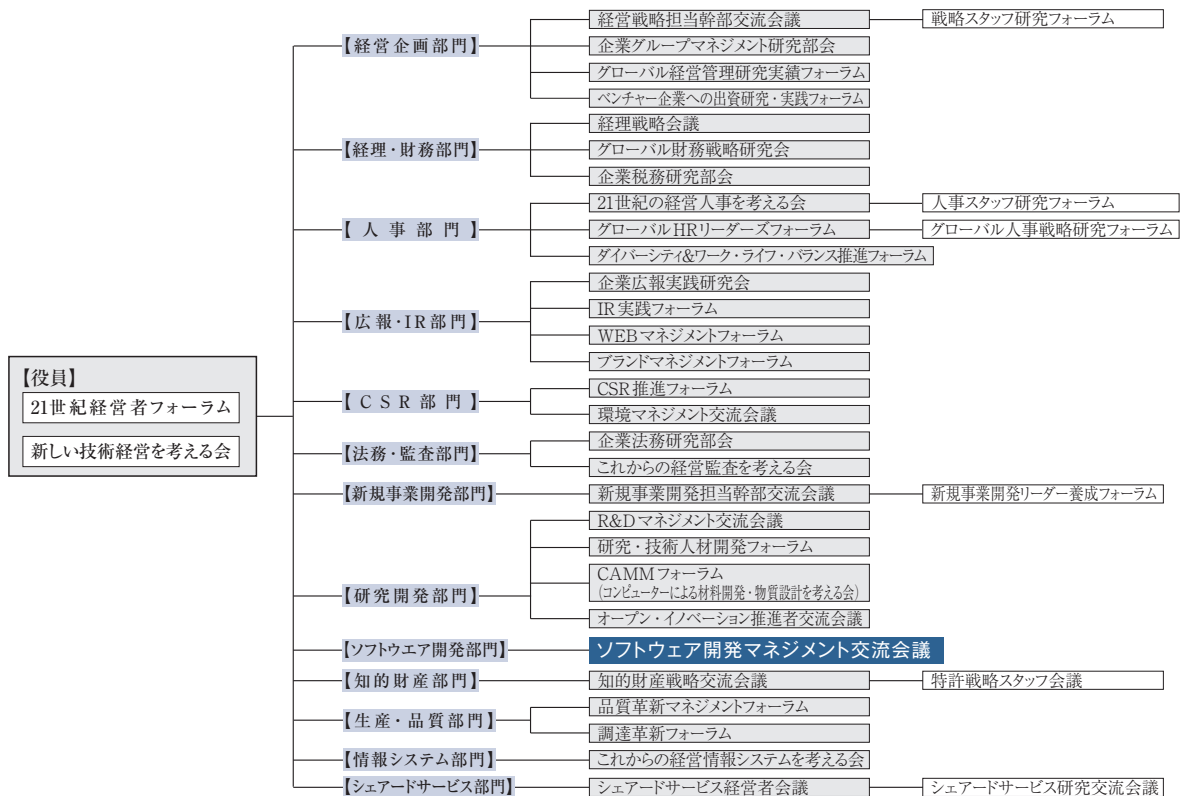 【役員】
21世紀経営者フォーラム
新しい技術経営を考える会
【経営企画部門】
経営戦略担当幹部交流会議
戦略スタッフ研究フォーラム
企業グループマネジメント研究部会
グローバル経営管理研究実績フォーラム
ベンチャー企業への出資研究・実践フォーラム
【経理・財務部門】
経理戦略会議
グローバル財務戦略研究会
企業税務研究部会
【人事部門】
21世紀の経営人事を考える会
人事スタッフ研究フォーラム
グローバルHRリーダーズフォーラム
グローバル人事戦略研究フォーラム
ダイバーシティ&ワーク・ライフ・バランス推進フォーラム
【広報・IR部門】
企業広報実践研究会
IR実践フォーラム
WEBマネジメントフォーラム
ブランドマネジメントフォーラム
【CSR部門】
CSR推進フォーラム
環境マネジメント交流会議
【法務・監査部門】
企業法務研究部会
これからの経営監査を考える会
【新規事業開発部門】
新規事業開発担当幹部交流会議
新規事業開発リーダー養成フォーラム
【研究開発部門】
R&Dマネジメント交流会議
研究・技術人材開発フォーラム
CAMMフォーラム
(コンピューターによる材料開発・物質設計を考える会)
オープン・イノベーション推進者交流会議
【ソフトウエア開発部門】
ソフトウェア開発マネジメント交流会議
【知的財産部門】
知的財産戦略交流会議
特許戦略スタッフ会議
【生産・品質部門】
品質革新マネジメントフォーラム
調達革新フォーラム
【情報システム部門】
これからの経営情報システムを考える会
【シェアードサービス部門】
シェアードサービス経営者会議
シェアードサービス研究交流会議